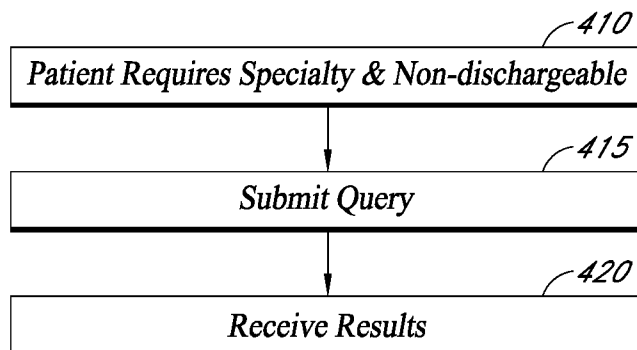 410
Patient Requires Specialty & Non-dischargeable
415
Submit Query
420
Receive Results